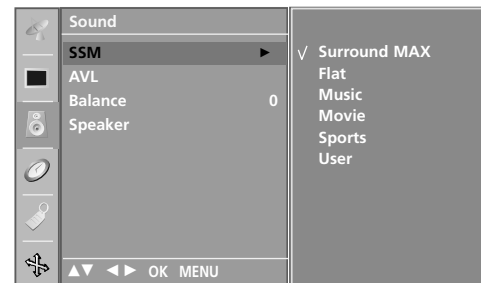 Sound
SSM ►
AVL
Balance 0
Speaker
▲▼ ◄► OK MENU
√ Surround MAX
Flat
Music
Movie
Sports
User